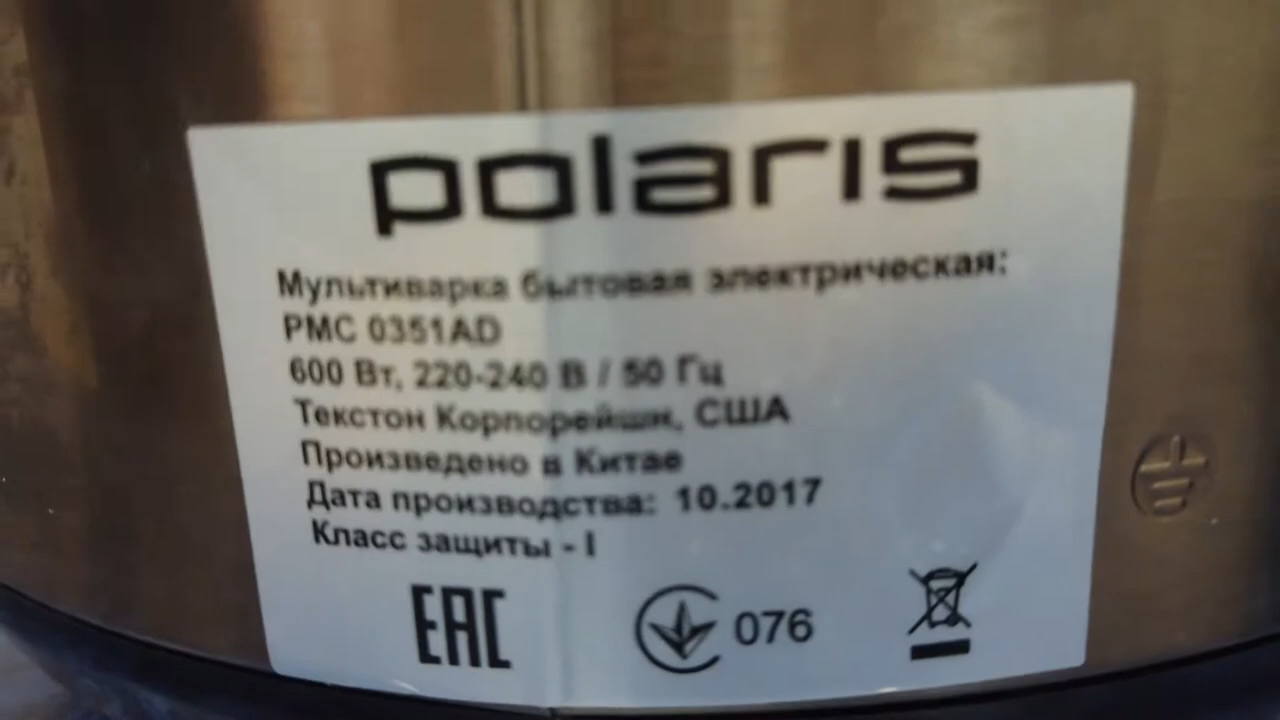 polaris
Мультиварка бытовая электрическая:
PMC 0351AD
600 Вт, 220-240 В / 50 Гц
Текстон Корпорейшн, США
Произведено в Китае
Дата производства: 10.2017
Класс защиты - I
EAC
076